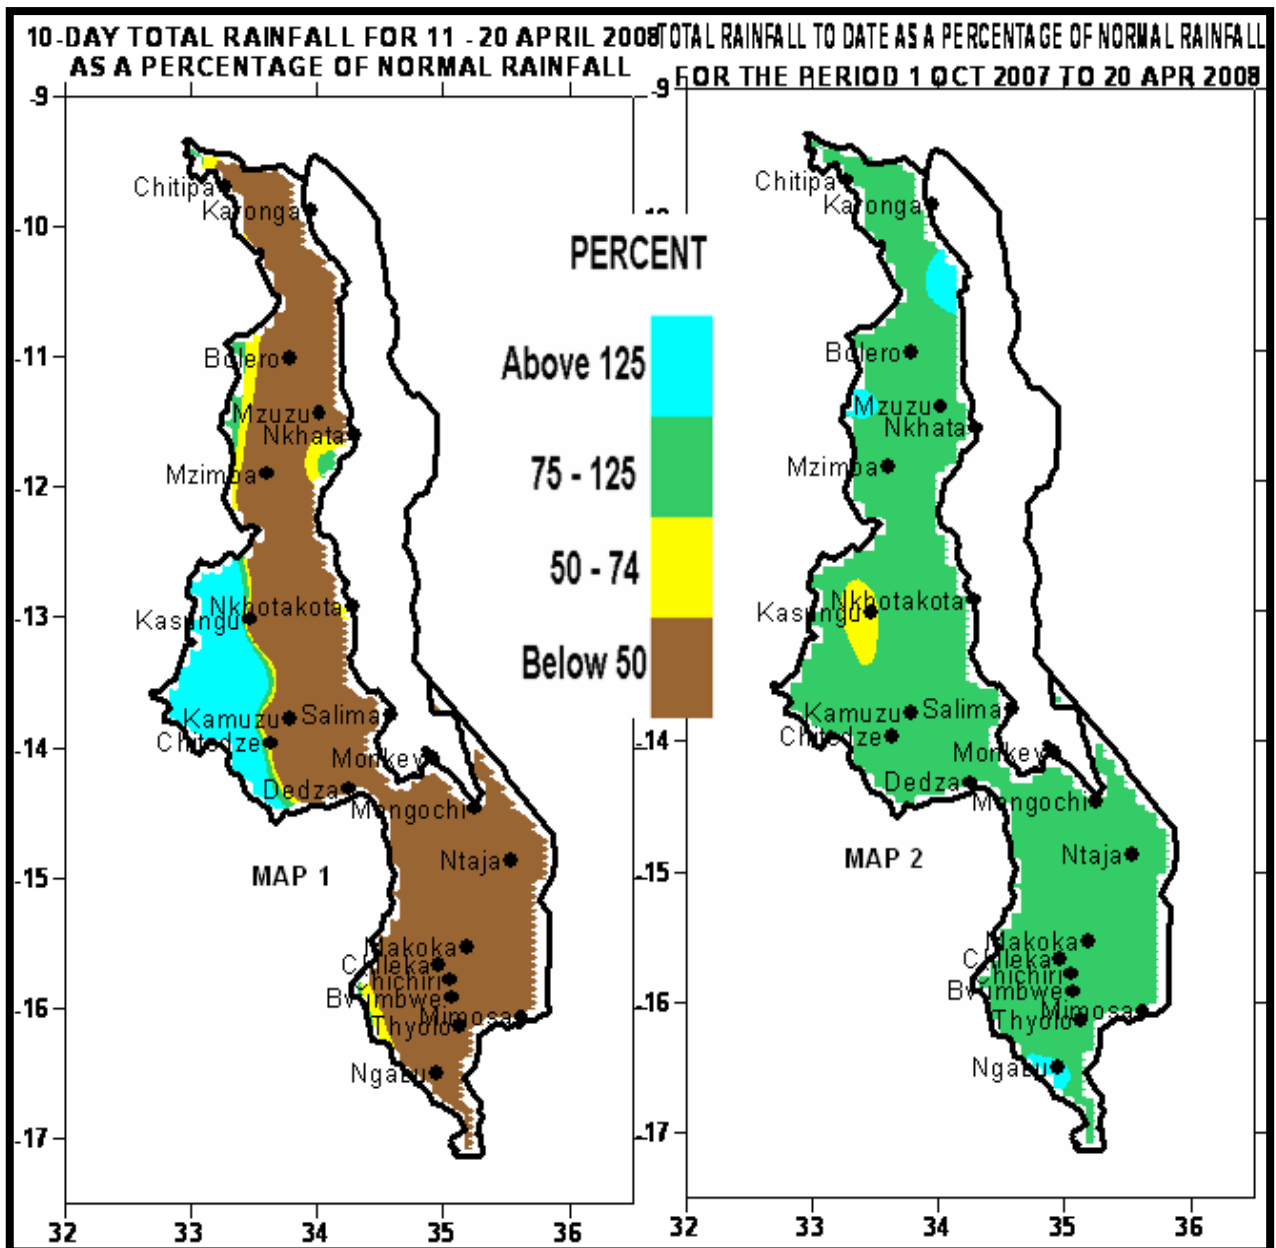 10-DAY TOTAL RAINFALL FOR 11 - 20 APRIL 2008
AS A PERCENTAGE OF NORMAL RAINFALL
TOTAL RAINFALL TO DATE AS A PERCENTAGE OF NORMAL RAINFALL
FOR THE PERIOD 1 OCT 2007 TO 20 APR 2008
-9
-10
-11
-12
-13
-14
-15
-16
-17
32
33
34
35
36
Chitipa
Karonga
Bolero
Mzuzu
Nkhata
Mzimba
Nkhotakota
Kasungu
Kamuzu
Salima
Chitedze
Monkey
Dedza
Mangochi
MAP 1
Ntaja
Makoka
Chileka
Chichiri
Bvumbwe
Mimosa
Thyolo
Ngabu
PERCENT
Above 125
75 - 125
50 - 74
Below 50
-9
-14
-15
-16
-17
32
33
34
35
36
Chitipa
Karonga
Bolero
Mzuzu
Nkhata
Mzimba
Nkhotakota
Kasungu
Kamuzu
Salima
Chitedze
Monkey
Dedza
Mangochi
MAP 2
Ntaja
Makoka
Chileka
Chichiri
Bvumbwe
Mimosa
Thyolo
Ngabu